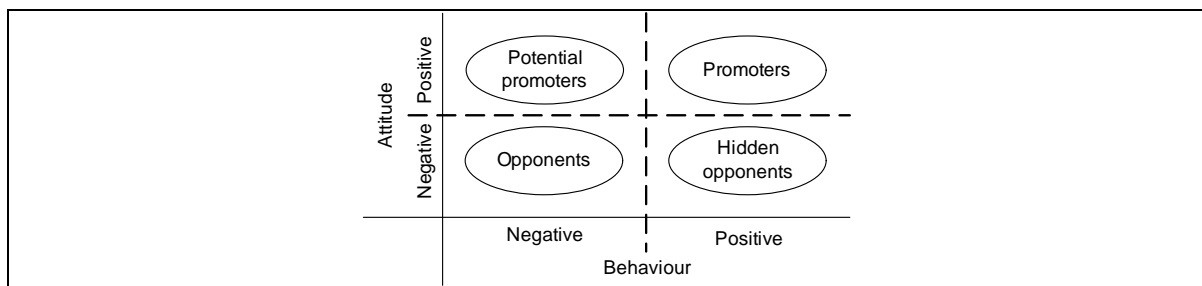 Attitude
Positive
Negative
Potential
promoters
Promoters
Opponents
Hidden
opponents
Negative
Positive
Behaviour